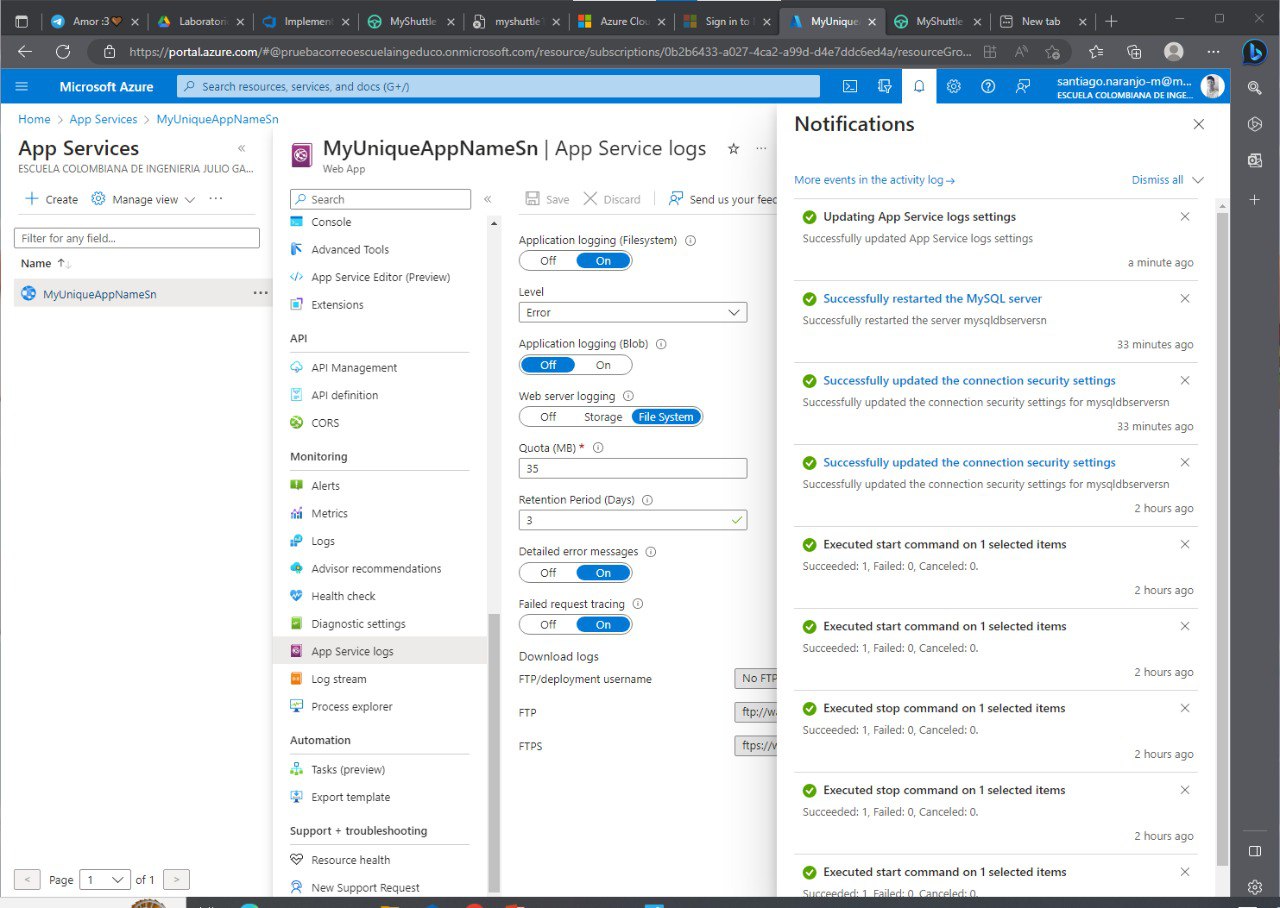 Amor :3
Laboratori
Implement
MyShuttle
myshuttle
Azure Clou
Sign in to
MyUnique
MyShuttle
New tab
https://portal.azure.com/#@pruebacorreoescuelaingeduco.onmicrosoft.com/resource/subscriptions/0b2b6433-a027-4ca2-a99d-d4e7ddc6ed4a/resourceGro...
Microsoft Azure
Search resources, services, and docs (G+/)
santiago.naranjo-m@m...
ESCUELA COLOMBIANA DE INGE...
Home > App Services > MyUniqueAppNameSn
App Services
ESCUELA COLOMBIANA DE INGENIERIA JULIO GA...
Create
Manage view
Filter for any field...
Name
MyUniqueAppNameSn
Page 1 of 1
MyUniqueAppNameSn | App Service logs
Web App
Search
Console
Advanced Tools
App Service Editor (Preview)
Extensions
API
API Management
API definition
CORS
Monitoring
Alerts
Metrics
Logs
Advisor recommendations
Health check
Diagnostic settings
App Service logs
Log stream
Process explorer
Automation
Tasks (preview)
Export template
Support + troubleshooting
Resource health
New Support Request
Save
Discard
Send us your feed
Application logging (Filesystem)
Off On
Level
Error
Application logging (Blob)
Off On
Web server logging
Off Storage File System
Quota (MB) *
35
Retention Period (Days)
3
Detailed error messages
Off On
Failed request tracing
Off On
Download logs
FTP/deployment username
No FTP
FTP
ftp://wa
FTPS
ftps://w
Notifications
More events in the activity log →
Dismiss all
Updating App Service logs settings
Successfully updated App Service logs settings
a minute ago
Successfully restarted the MySQL server
Successfully restarted the server mysqldbserversn
33 minutes ago
Successfully updated the connection security settings
Successfully updated the connection security settings for mysqldbserversn
33 minutes ago
Successfully updated the connection security settings
Successfully updated the connection security settings for mysqldbserversn
2 hours ago
Executed start command on 1 selected items
Succeeded: 1, Failed: 0, Canceled: 0.
2 hours ago
Executed start command on 1 selected items
Succeeded: 1, Failed: 0, Canceled: 0.
2 hours ago
Executed stop command on 1 selected items
Succeeded: 1, Failed: 0, Canceled: 0.
2 hours ago
Executed stop command on 1 selected items
Succeeded: 1, Failed: 0, Canceled: 0.
2 hours ago
Executed start command on 1 selected items
Succeeded: 1, Failed: 0, Canceled: 0.